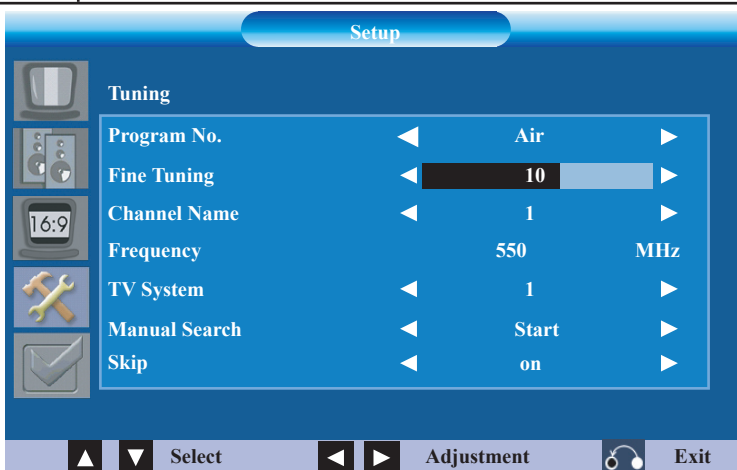 Setup
Tuning
Program No. Air
Fine Tuning 10
Channel Name 1
Frequency 550 MHz
TV System 1
Manual Search Start
Skip on
16:9
Select Adjustment Exit